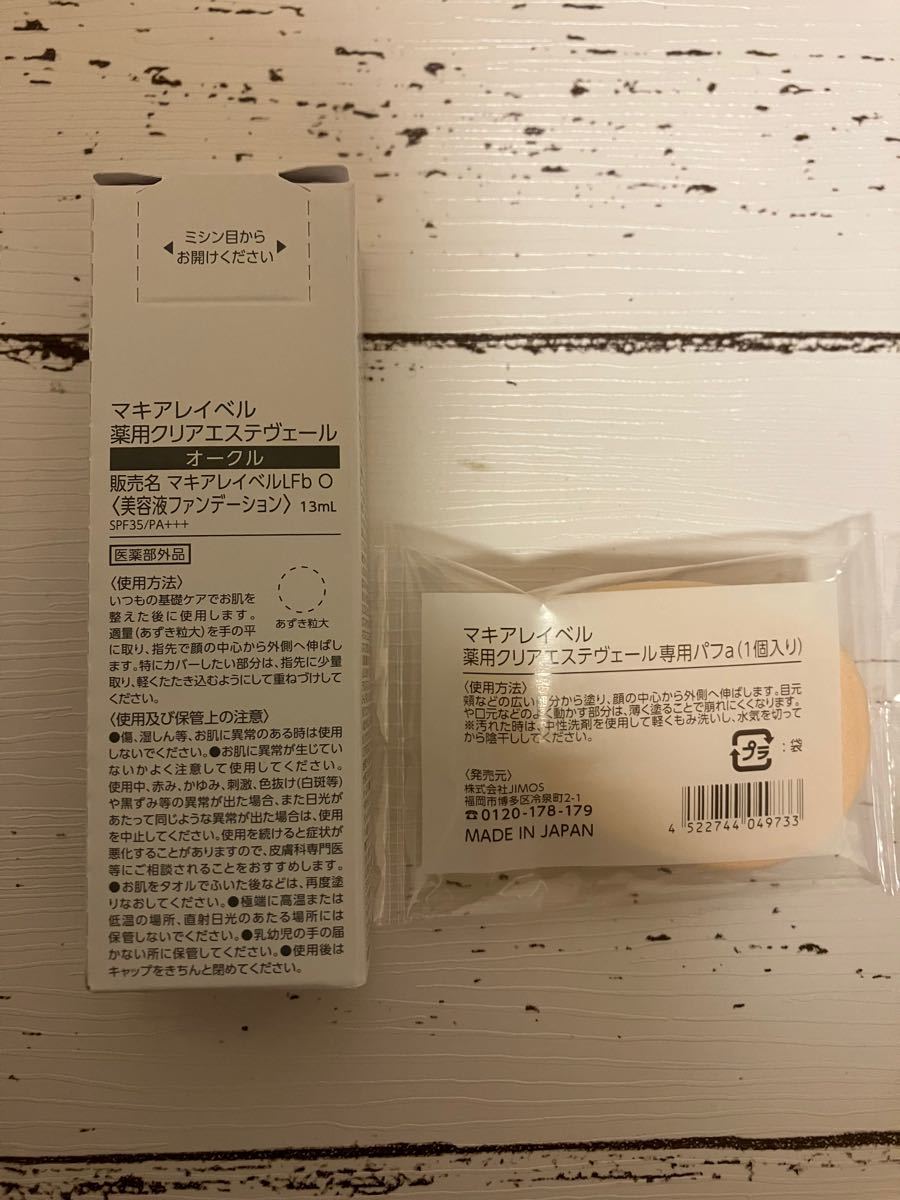 ミシン目から
お開けください
マキアレイベル
薬用クリアエステヴェール
オークル
販売名 マキアレイベルLFb O
〈美容液ファンデーション〉 13mL
SPF35/PA+++
医薬部外品
〈使用方法〉
いつもの基礎ケアでお肌を
整えた後に使用します。
適量(あずき粒大)を手の平
あずき粒大
に取り、指先で顔の中心から外側へ伸ばし
ます。特にカバーしたい部分は、指先に少量
取り、軽くたたき込むようにして重ねづけして
ください。
〈使用及び保管上の注意〉
●傷、湿しん等、お肌に異常のある時は使用
しないでください。●お肌に異常が生じてい
ないかよく注意して使用してください。
使用中、赤み、かゆみ、刺激、色抜け(白斑等)
や黒ずみ等の異常が出た場合、また日光が
あたって同じような異常が出た場合は、使用
を中止してください。使用を続けると症状が
悪化することがありますので、皮膚科専門医
等にご相談されることをおすすめします。
●お肌をタオルでふいた後などは、再度塗
りなおしてください。●極端に高温または
低温の場所、直射日光のあたる場所には
保管しないでください。●乳幼児の手の届
かない所に保管してください。●使用後は
キャップをきちんと閉めてください。
マキアレイベル
薬用クリアエステヴェール専用パフa(1個入り)
〈使用方法〉
頬などの広い部分から塗り、顔の中心から外側へ伸ばします。目元
や口元などのよく動かす部分は、薄く塗ることで崩れにくくなります。
※汚れた時は、中性洗剤を使用して軽くもみ洗いし、水気を切って
から陰干ししてください。
プラ :袋
〈発売元〉
株式会社JIMOS
福岡市博多区冷泉町2-1
☎0120-178-179
MADE IN JAPAN
4 522744 049733